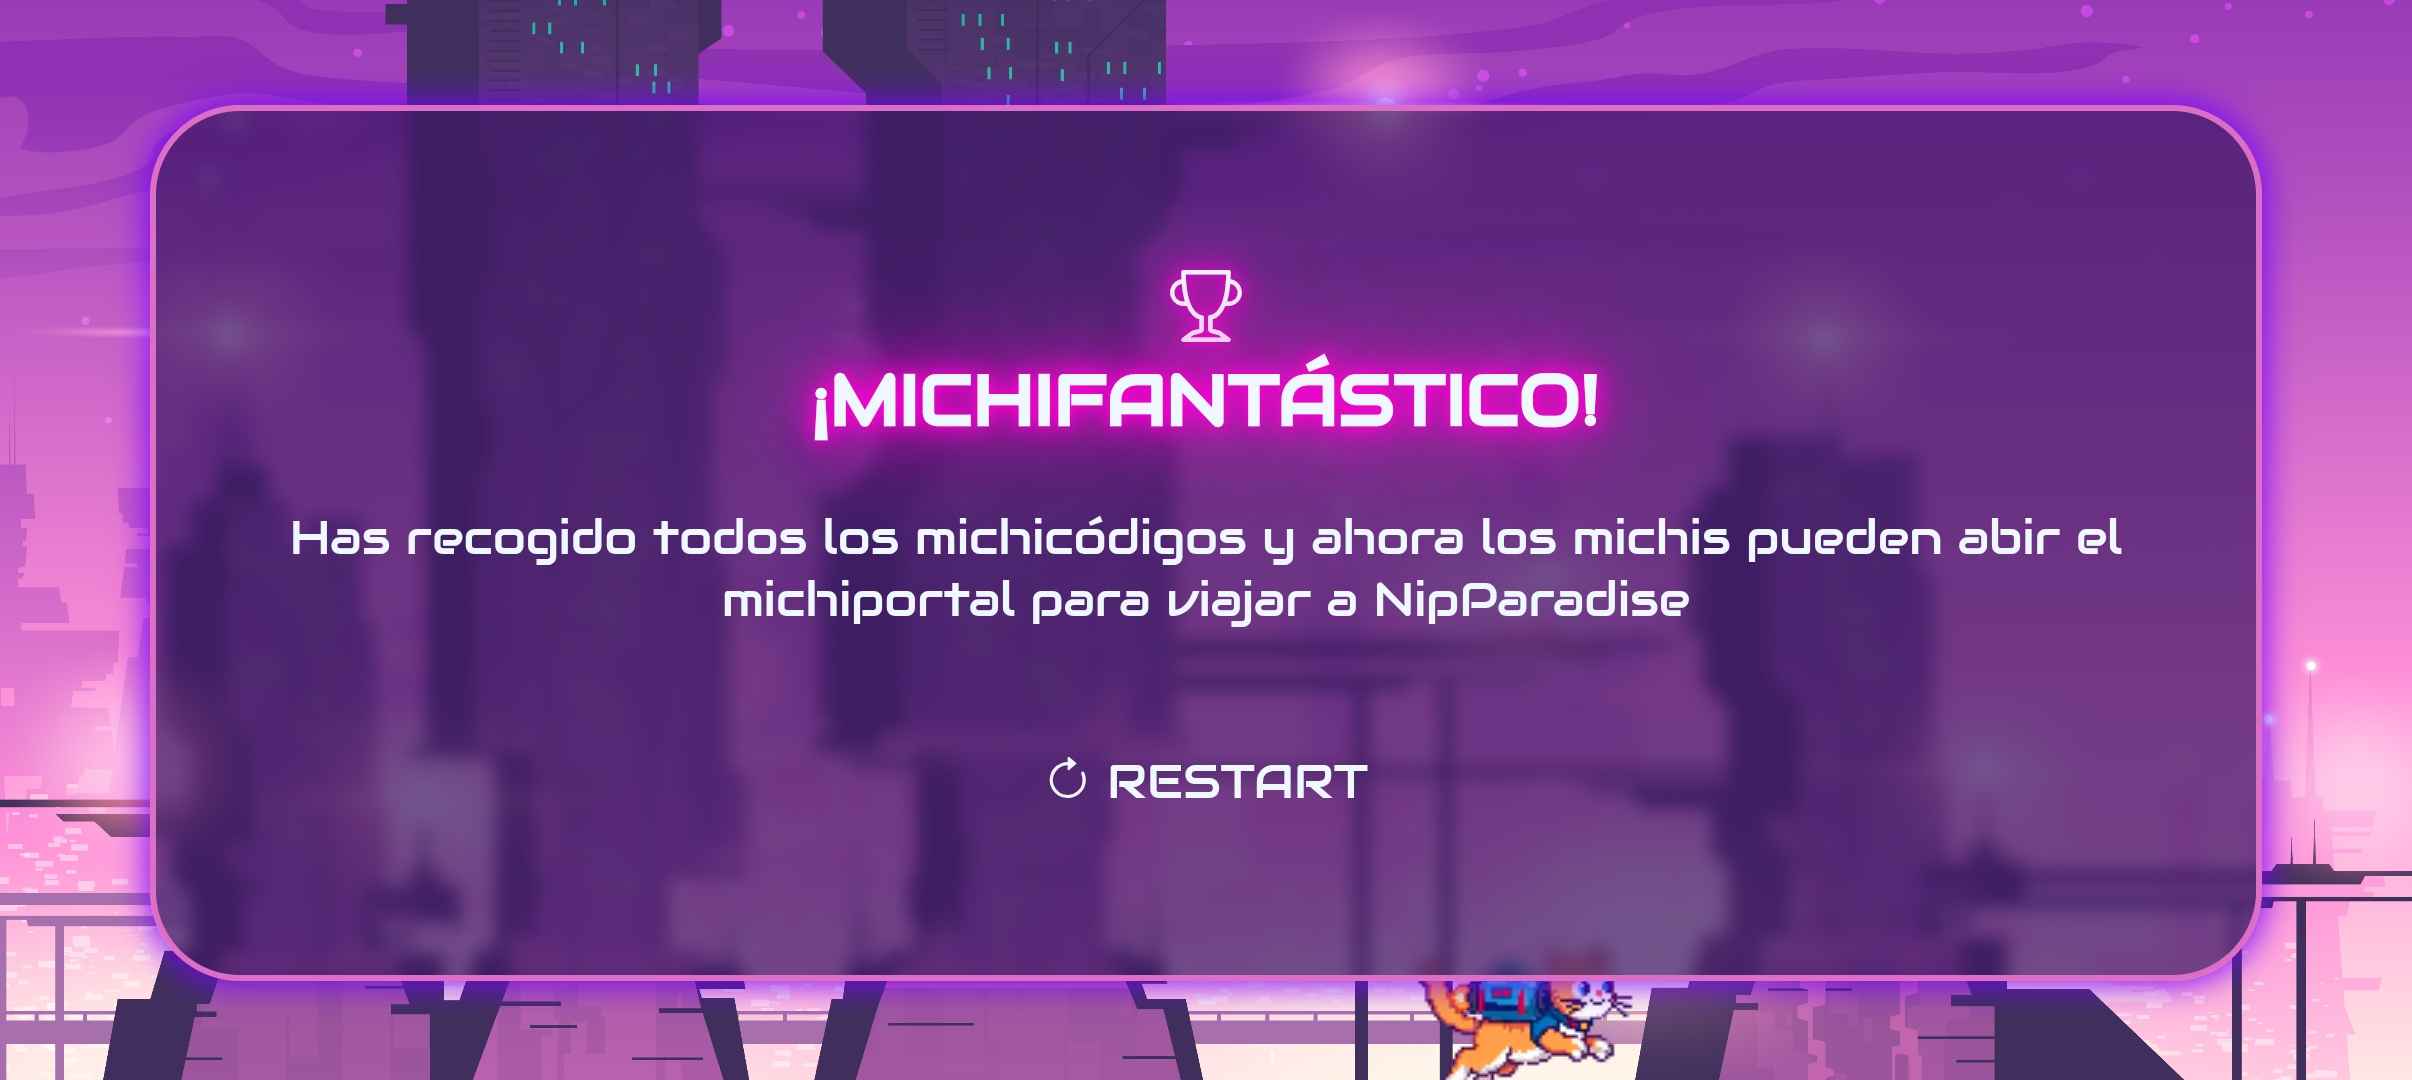 ¡MICHIFANTÁSTICO!
Has recogido todos los michicódigos y ahora los michis pueden abir el
michiportal para viajar a NipParadise
RESTART